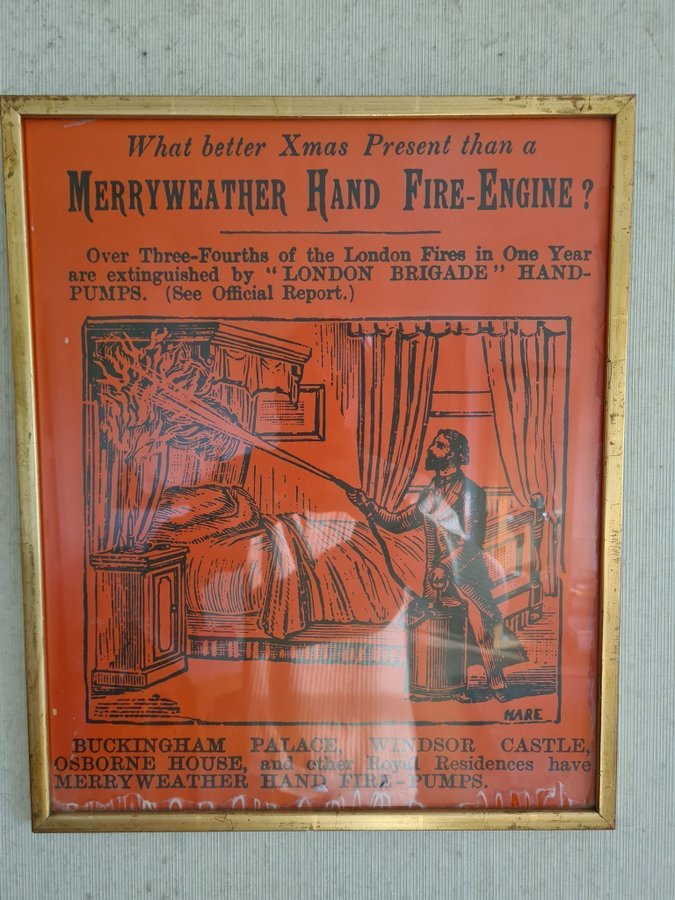 What better Xmas Present than a
MERRYWEATHER HAND FIRE-ENGINE?
Over Three-Fourths of the London Fires in One Year
are extinguished by "LONDON BRIGADE" HAND-
PUMPS. (See Official Report.)
HARE
BUCKINGHAM PALACE, WINDSOR CASTLE,
OSBORNE HOUSE, and other Royal Residences have
MERRYWEATHER HAND FIRE-PUMPS.